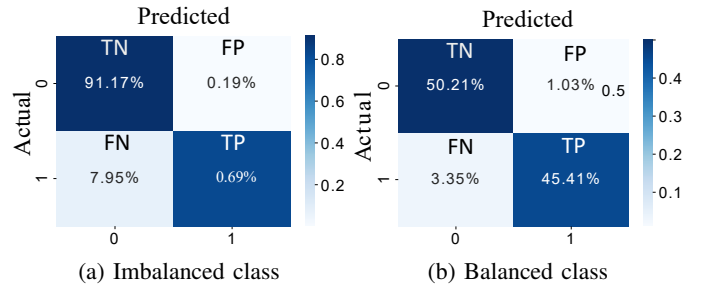 Predicted
TN FP
0 91.17% 0.19%
Actual
FN TP
1 7.95% 0.69%
0 1
0.8
0.6
0.4
0.2
(a) Imbalanced class
Predicted
TN FP
0 50.21% 1.03% 0.5
Actual
FN TP
1 3.35% 45.41%
0 1
0.4
0.3
0.2
0.1
(b) Balanced class